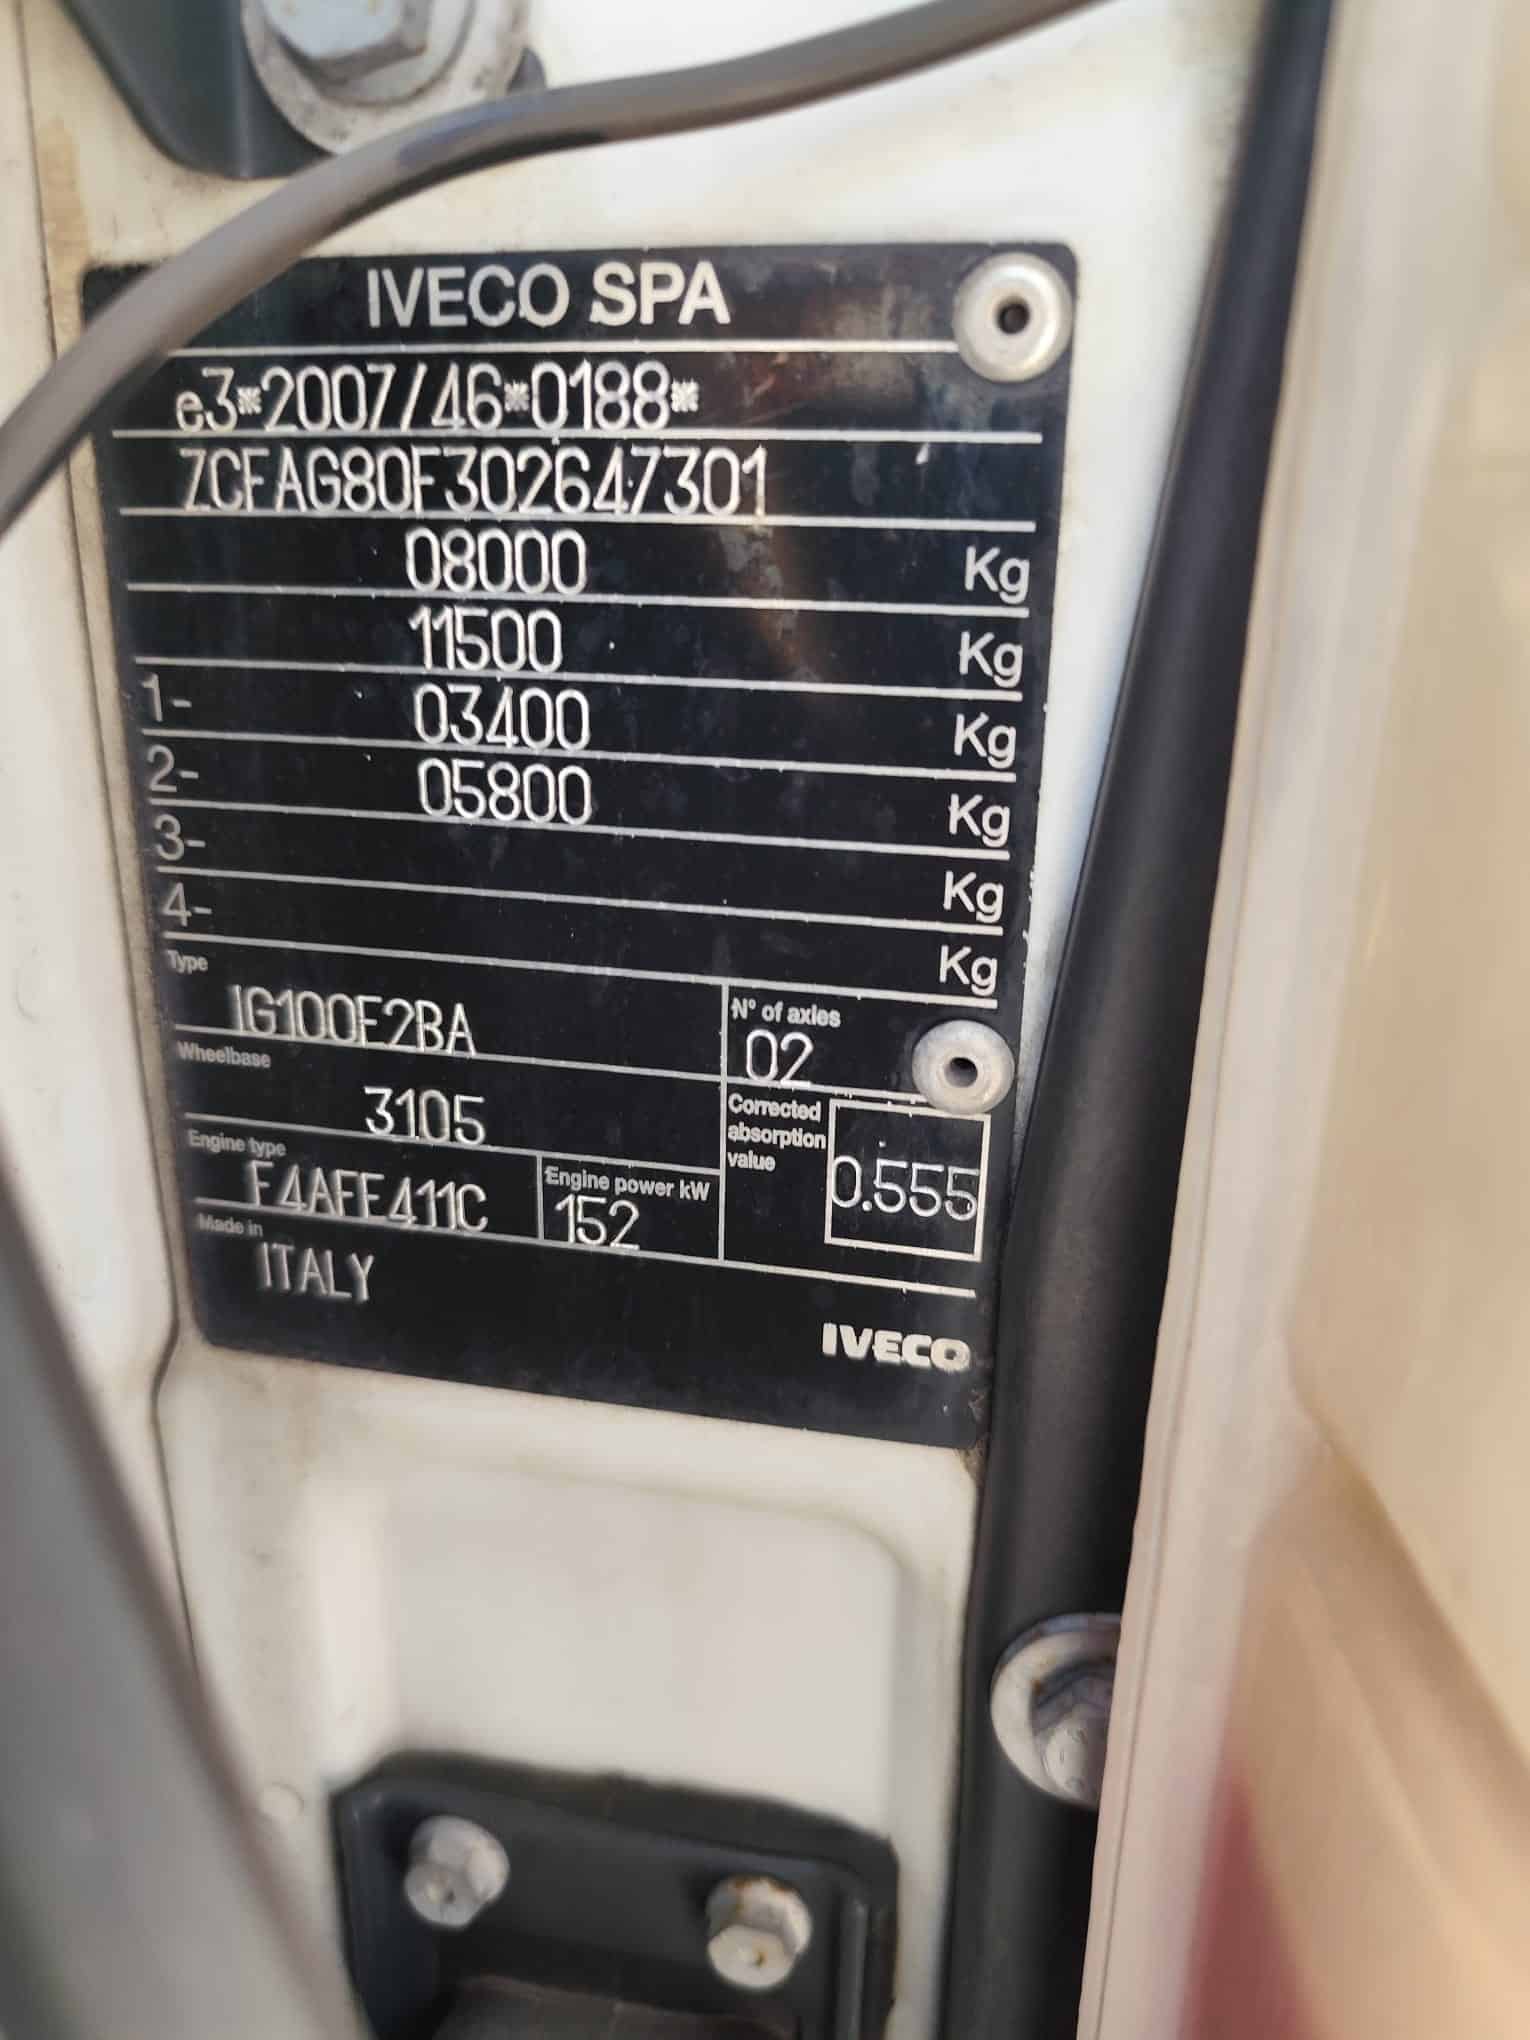 IVECO SPA
e3*2007/46*0188*
ZCFAG80F302647301
08000 Kg
11500 Kg
1- 03400 Kg
2- 05800 Kg
3- Kg
4- Kg
Type
IG100E2BA
N° of axles
02
Wheelbase
3105
Corrected
absorption
value
0.555
Engine type
F4AFE411C
Engine power kW
152
Made in
ITALY
IVECO